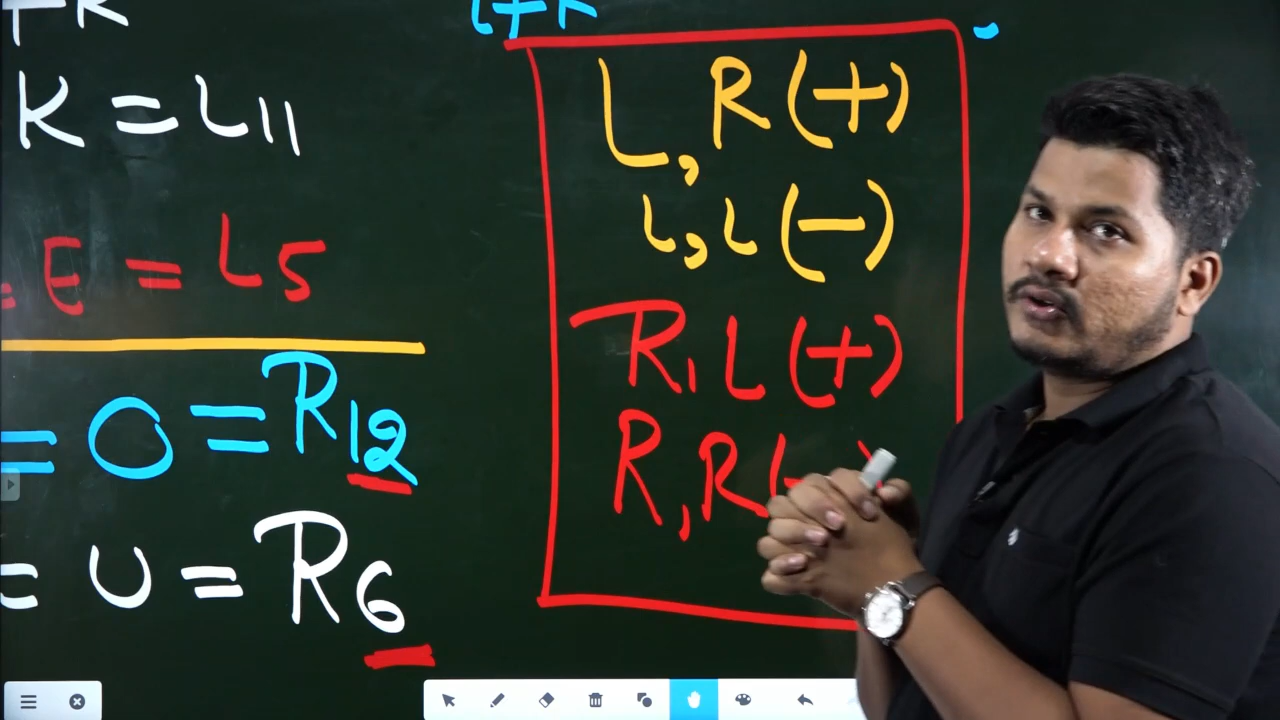 K = L11
= E = L5
= O = R12
= U = R6
L, R (+)
L, L (-)
R, L (+)
R, R (